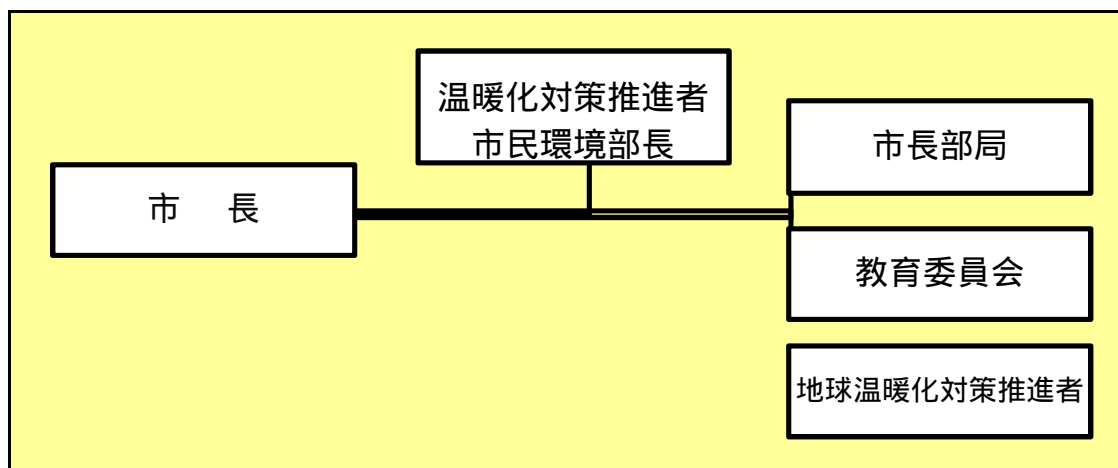 温暖化対策推進者
市民環境部長
市長部局
市　長
教育委員会
地球温暖化対策推進者